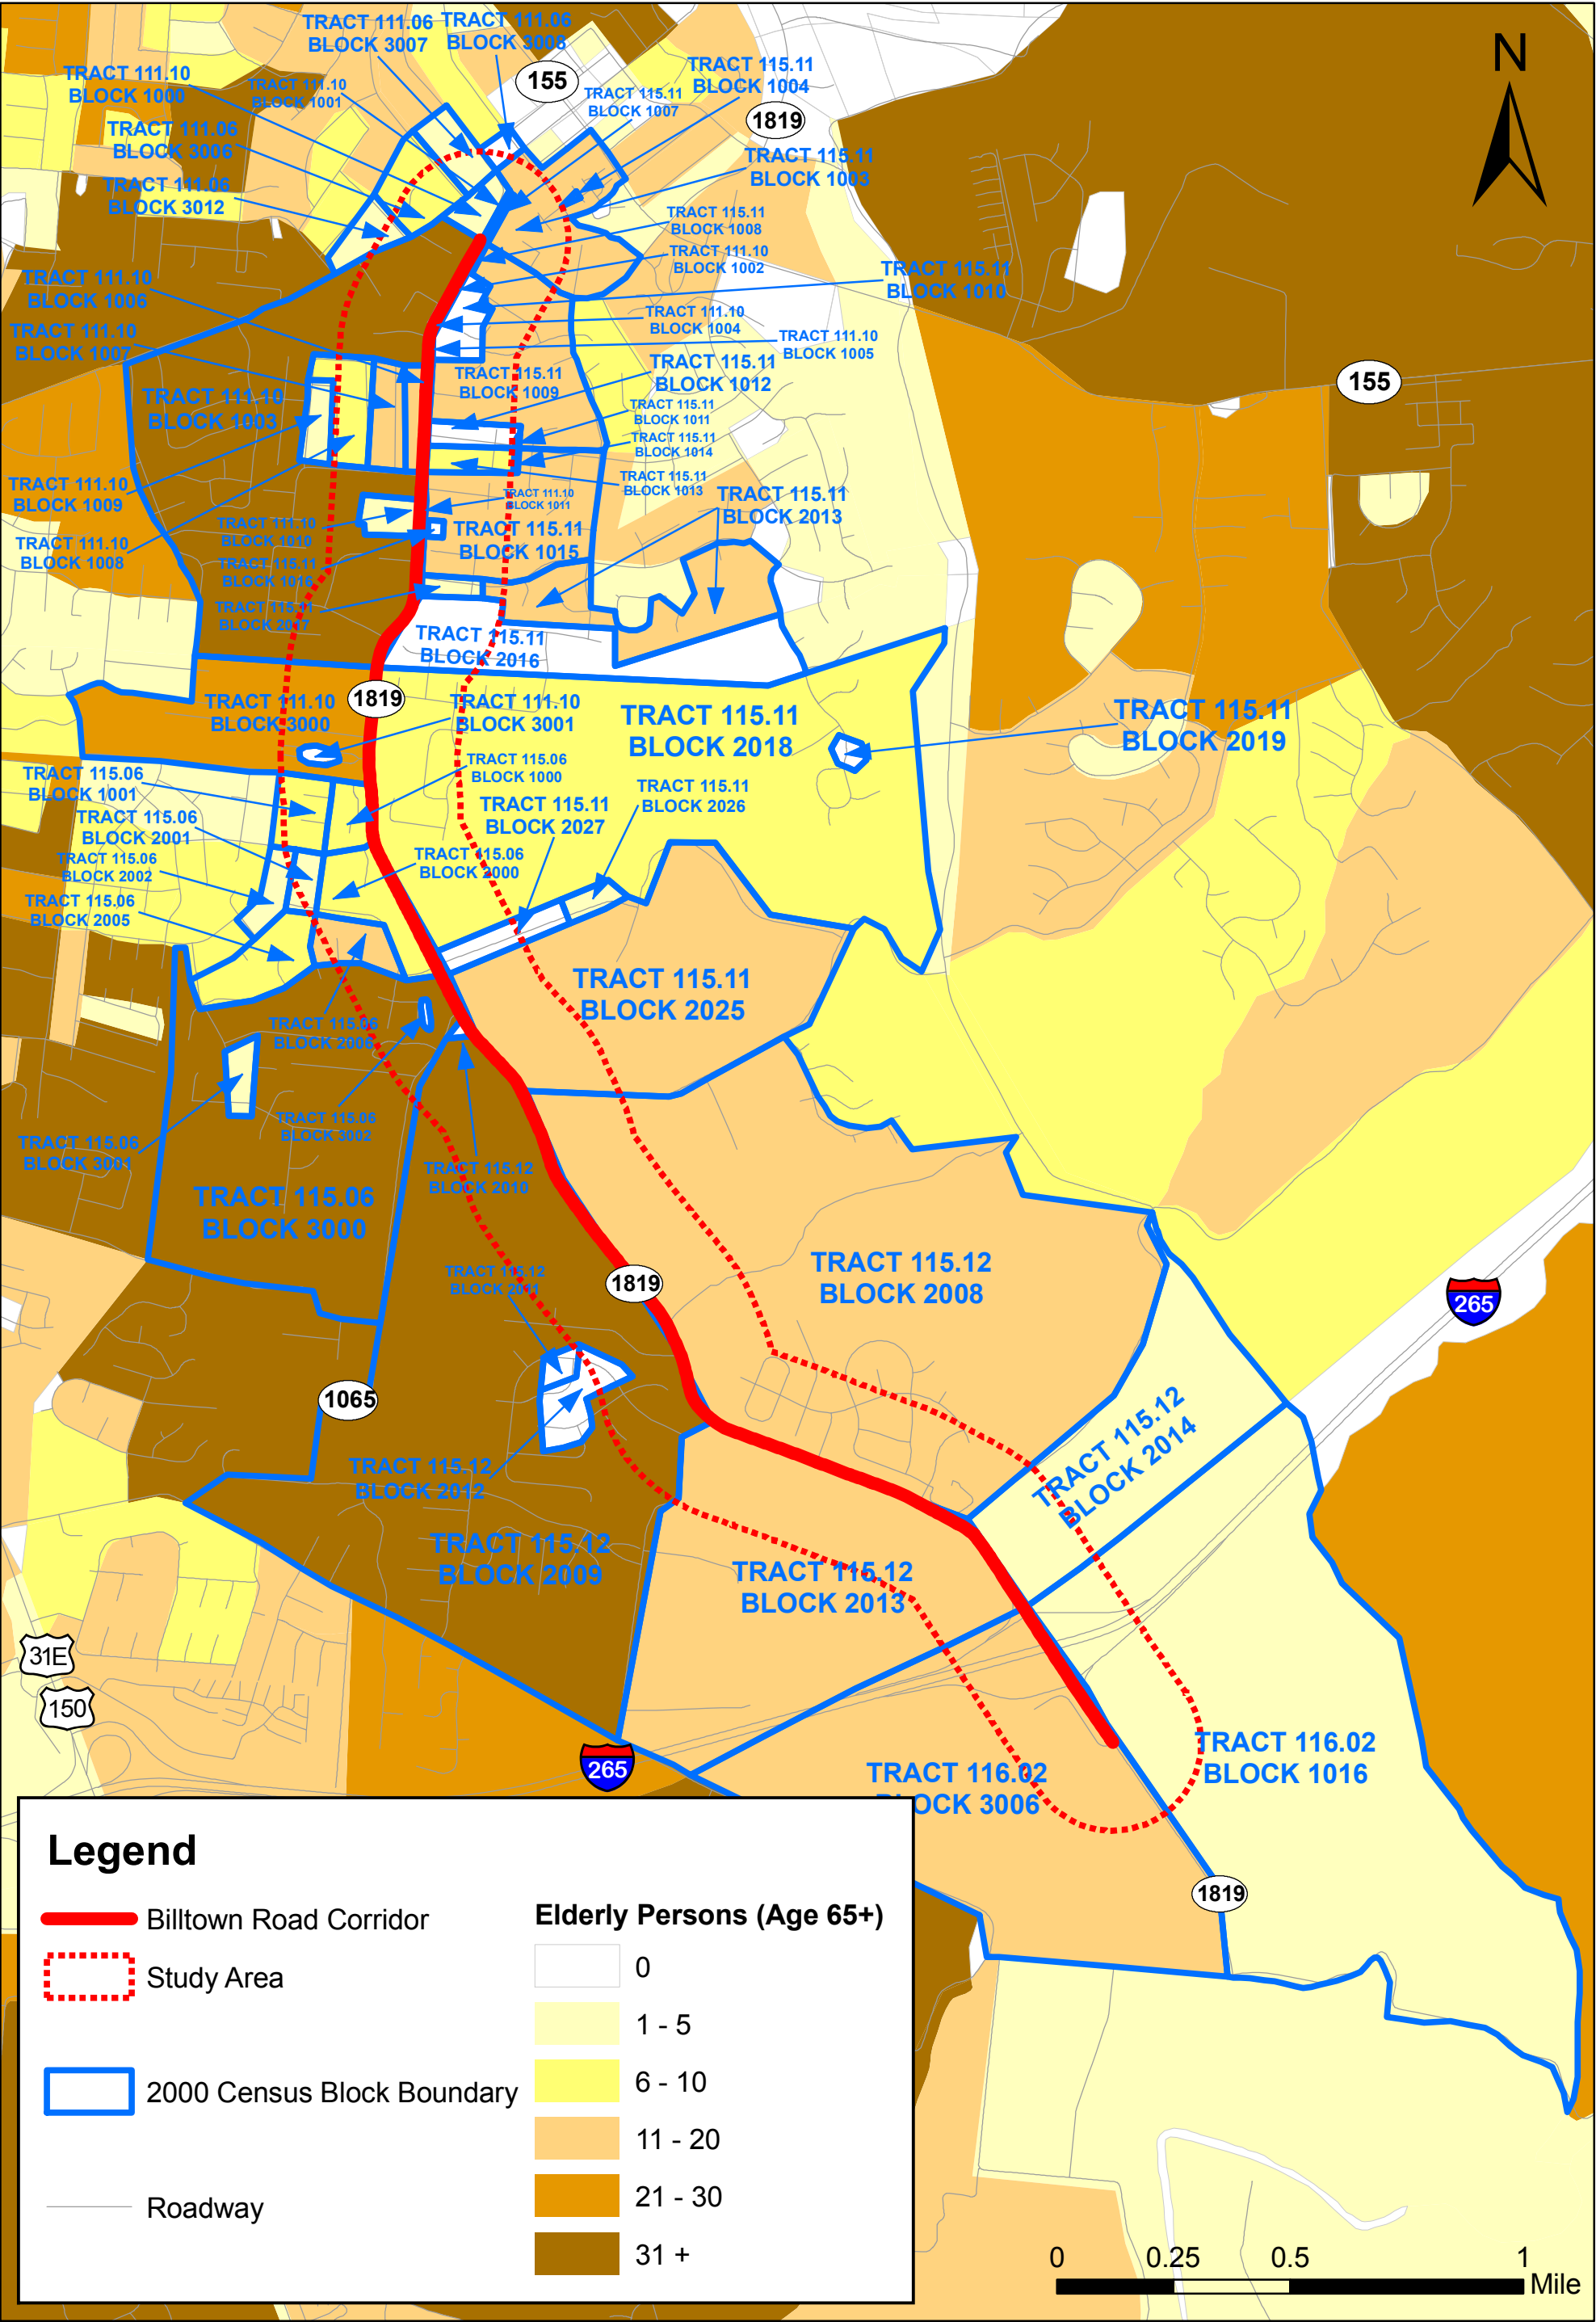 TRACT 111.06
BLOCK 3007
TRACT 111.06
BLOCK 3008
N
TRACT 111.10
BLOCK 1000
TRACT 111.10
BLOCK 1001
155
TRACT 115.11
BLOCK 1004
TRACT 115.11
BLOCK 1007
1819
TRACT 111.06
BLOCK 3006
TRACT 115.11
BLOCK 1003
TRACT 111.06
BLOCK 3012
TRACT 115.11
BLOCK 1008
TRACT 111.10
BLOCK 1002
TRACT 115.11
BLOCK 1010
TRACT 111.10
BLOCK 1006
TRACT 111.10
BLOCK 1004
TRACT 111.10
BLOCK 1007
TRACT 111.10
BLOCK 1005
TRACT 115.11
BLOCK 1012
TRACT 115.11
BLOCK 1009
155
TRACT 111.10
BLOCK 1003
TRACT 115.11
BLOCK 1011
TRACT 115.11
BLOCK 1014
TRACT 115.11
BLOCK 1013
TRACT 111.10
BLOCK 1009
TRACT 111.10
BLOCK 1011
TRACT 115.11
BLOCK 2013
TRACT 111.10
BLOCK 1010
TRACT 115.11
BLOCK 1015
TRACT 111.10
BLOCK 1008
TRACT 115.11
BLOCK 1016
TRACT 115.11
BLOCK 2017
TRACT 115.11
BLOCK 2016
1819
TRACT 111.10
BLOCK 3000
TRACT 111.10
BLOCK 3001
TRACT 115.11
BLOCK 2018
TRACT 115.11
BLOCK 2019
TRACT 115.06
BLOCK 1000
TRACT 115.06
BLOCK 1001
TRACT 115.11
BLOCK 2026
TRACT 115.11
BLOCK 2027
TRACT 115.06
BLOCK 2001
TRACT 115.06
BLOCK 2002
TRACT 115.06
BLOCK 2000
TRACT 115.06
BLOCK 2005
TRACT 115.11
BLOCK 2025
TRACT 115.06
BLOCK 2006
TRACT 115.06
BLOCK 3002
TRACT 115.06
BLOCK 3001
TRACT 115.12
BLOCK 2010
TRACT 115.06
BLOCK 3000
TRACT 115.12
BLOCK 2008
TRACT 115.12
BLOCK 2011
1819
265
1065
TRACT 115.12
BLOCK 2014
TRACT 115.12
BLOCK 2012
TRACT 115.12
BLOCK 2009
TRACT 115.12
BLOCK 2013
31E
150
265
TRACT 116.02
BLOCK 1016
TRACT 116.02
BLOCK 3006
1819
Legend
Billtown Road Corridor
Study Area
2000 Census Block Boundary
Roadway
Elderly Persons (Age 65+)
0
1 - 5
6 - 10
11 - 20
21 - 30
31 +
0 0.25 0.5 1
Mile